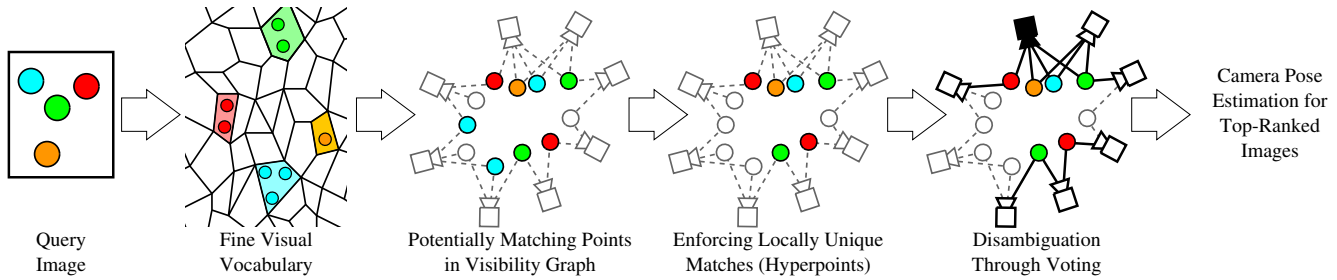 Query
Image
Fine Visual
Vocabulary
Potentially Matching Points
in Visibility Graph
Enforcing Locally Unique
Matches (Hyperpoints)
Disambiguation
Through Voting
Camera Pose
Estimation for
Top-Ranked
Images